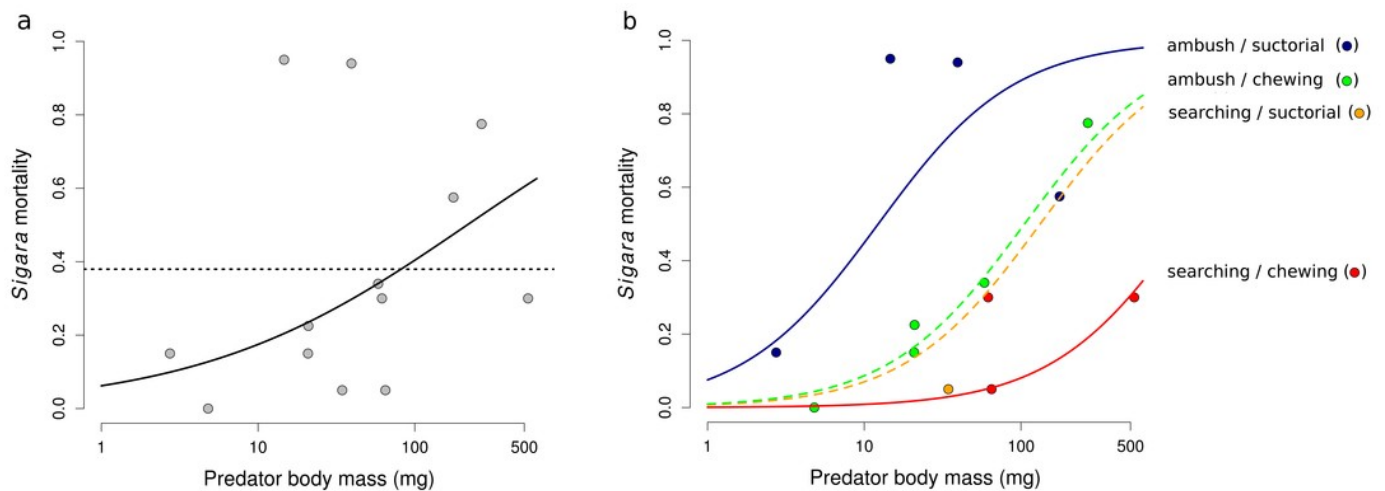 a
1.0
0.8
0.6
0.4
0.2
0.0
Sigara mortality
1
10
100
500
Predator body mass (mg)
b
1.0
0.8
0.6
0.4
0.2
0.0
Sigara mortality
1
10
100
500
Predator body mass (mg)
ambush / suctorial (●)
ambush / chewing (●)
searching / suctorial (●)
searching / chewing (●)